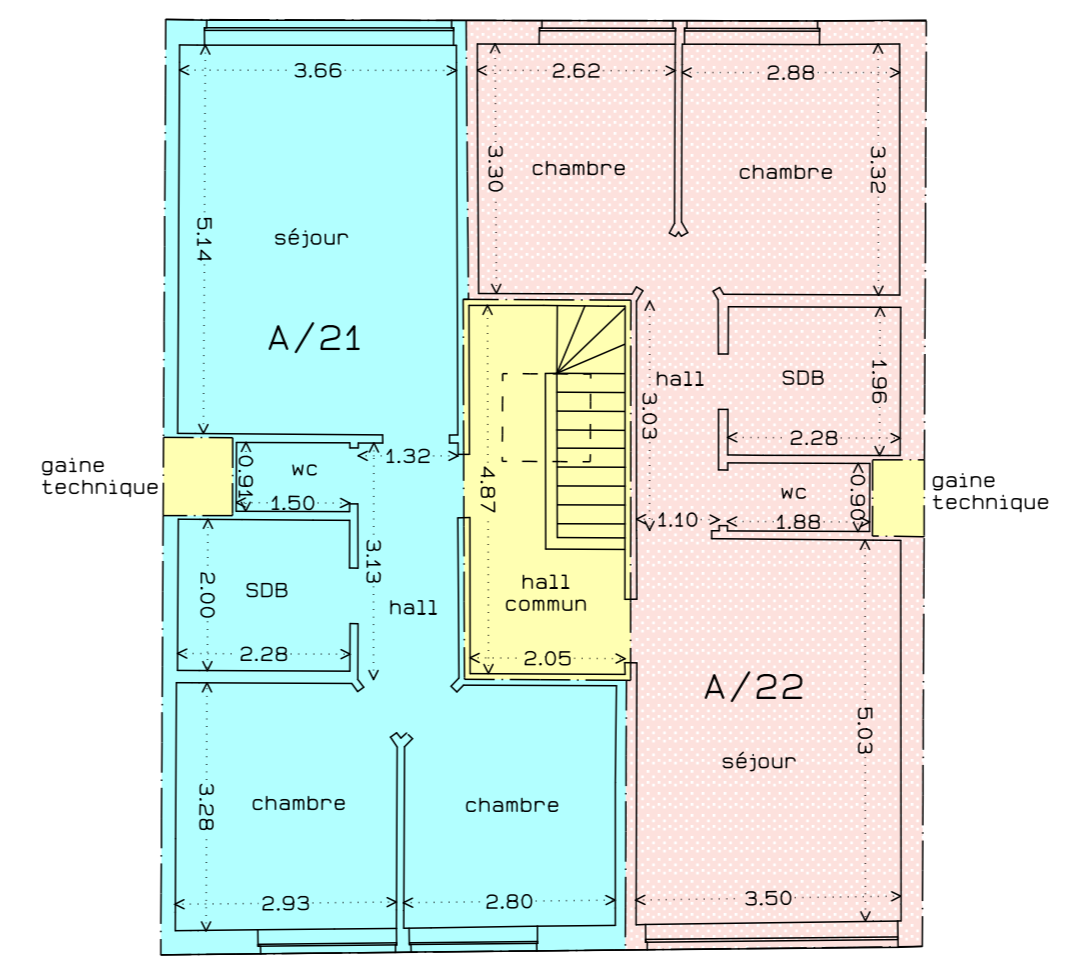 3.66
2.62
2.88
3.30
chambre
chambre
3.32
5.14
séjour
A/21
hall
SDB
1.96
3.03
2.28
gaine
technique
0.91
wc
1.50
1.32
4.87
wc
0.90
1.10
1.88
gaine
technique
3.13
2.00
SDB
hall
hall
commun
2.28
2.05
A/22
5.03
séjour
3.28
chambre
chambre
2.93
2.80
3.50